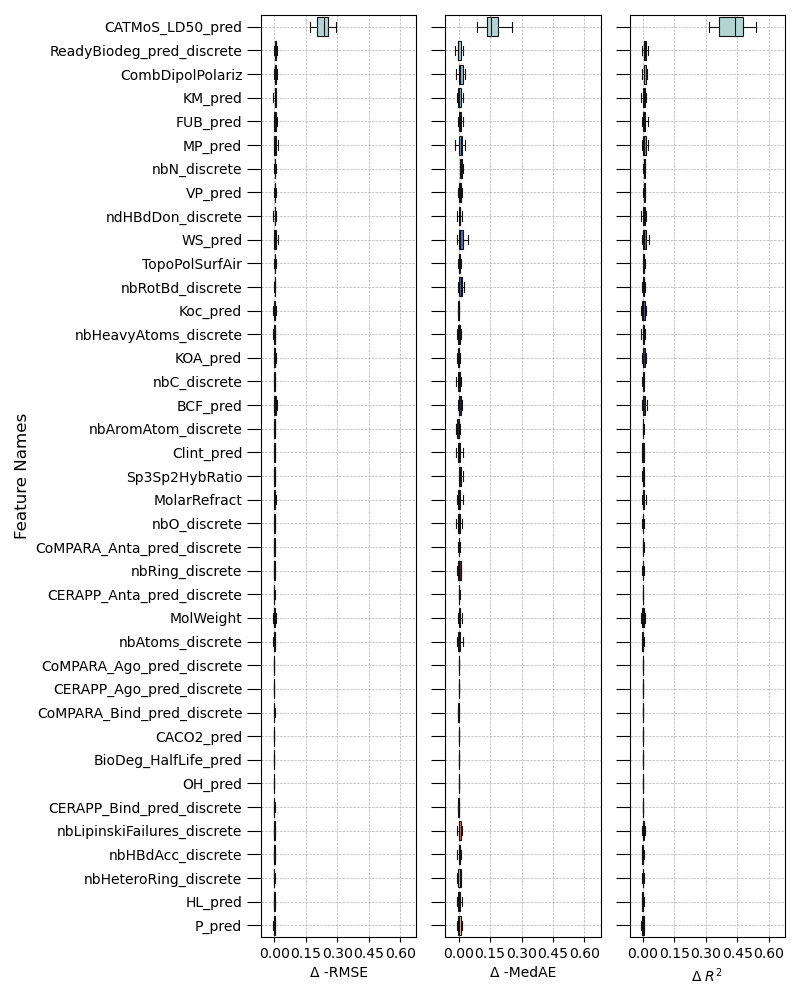 CATMoS_LD50_pred
ReadyBiodeg_pred_discrete
CombDipolPolariz
KM_pred
FUB_pred
MP_pred
nbN_discrete
VP_pred
ndHBdDon_discrete
WS_pred
TopoPolSurfAir
nbRotBd_discrete
Koc_pred
nbHeavyAtoms_discrete
KOA_pred
nbC_discrete
BCF_pred
nbAromAtom_discrete
Clint_pred
Sp3Sp2HybRatio
MolarRefract
nbO_discrete
CoMPARA_Anta_pred_discrete
nbRing_discrete
CERAPP_Anta_pred_discrete
MolWeight
nbAtoms_discrete
CoMPARA_Ago_pred_discrete
CERAPP_Ago_pred_discrete
CoMPARA_Bind_pred_discrete
CACO2_pred
BioDeg_HalfLife_pred
OH_pred
CERAPP_Bind_pred_discrete
nbLipinskiFailures_discrete
nbHBdAcc_discrete
nbHeteroRing_discrete
HL_pred
P_pred
Feature Names
0.00 0.15 0.30 0.45 0.60
Δ -RMSE
0.00 0.15 0.30 0.45 0.60
Δ -MedAE
0.00 0.15 0.30 0.45 0.60
Δ R²